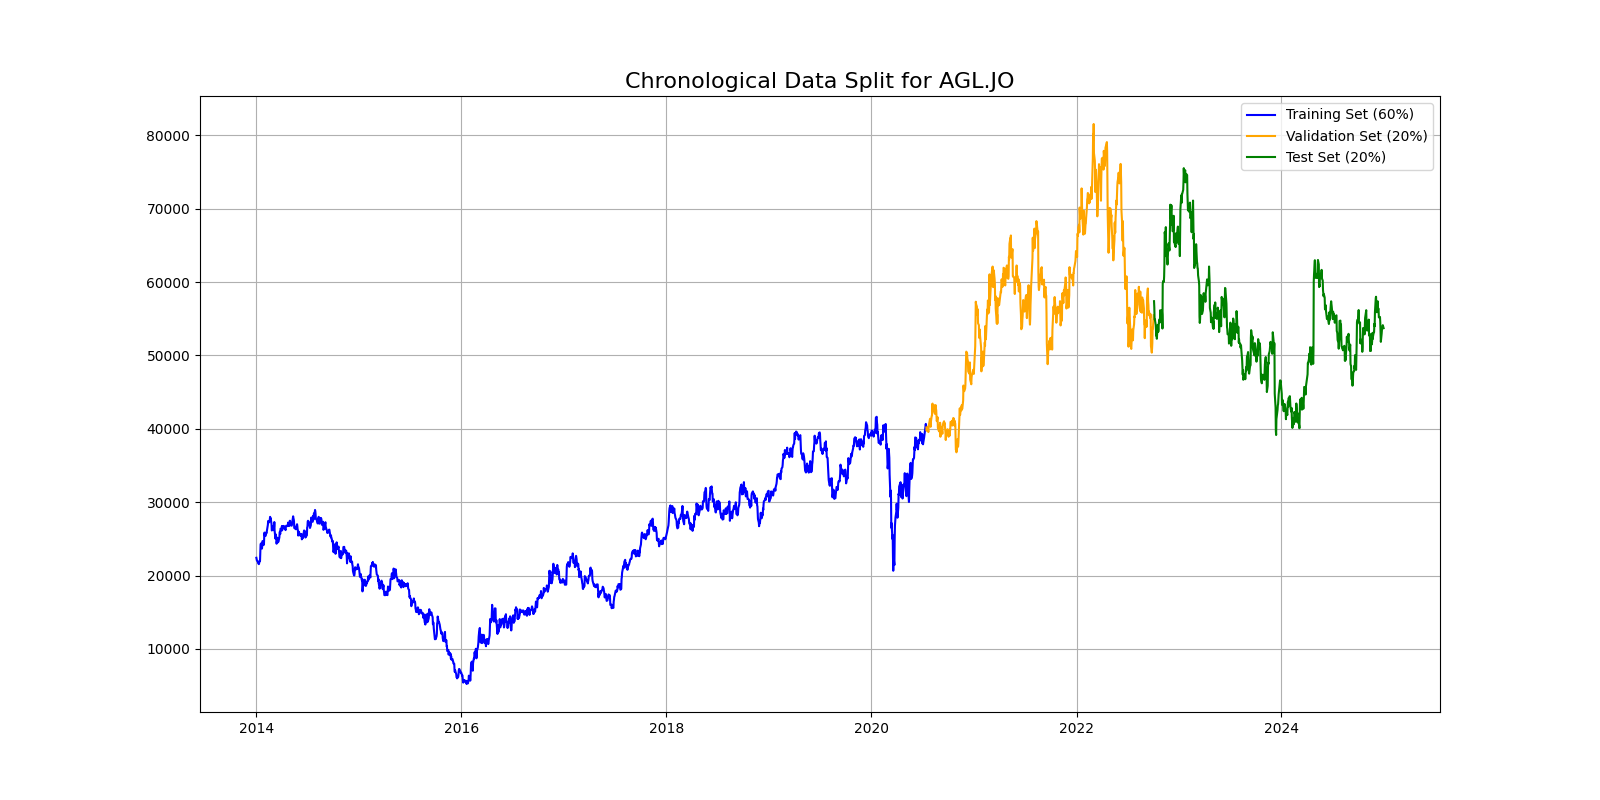 Chronological Data Split for AGL.JO
Training Set (60%)
Validation Set (20%)
Test Set (20%)
80000
70000
60000
50000
40000
30000
20000
10000
2014 2016 2018 2020 2022 2024